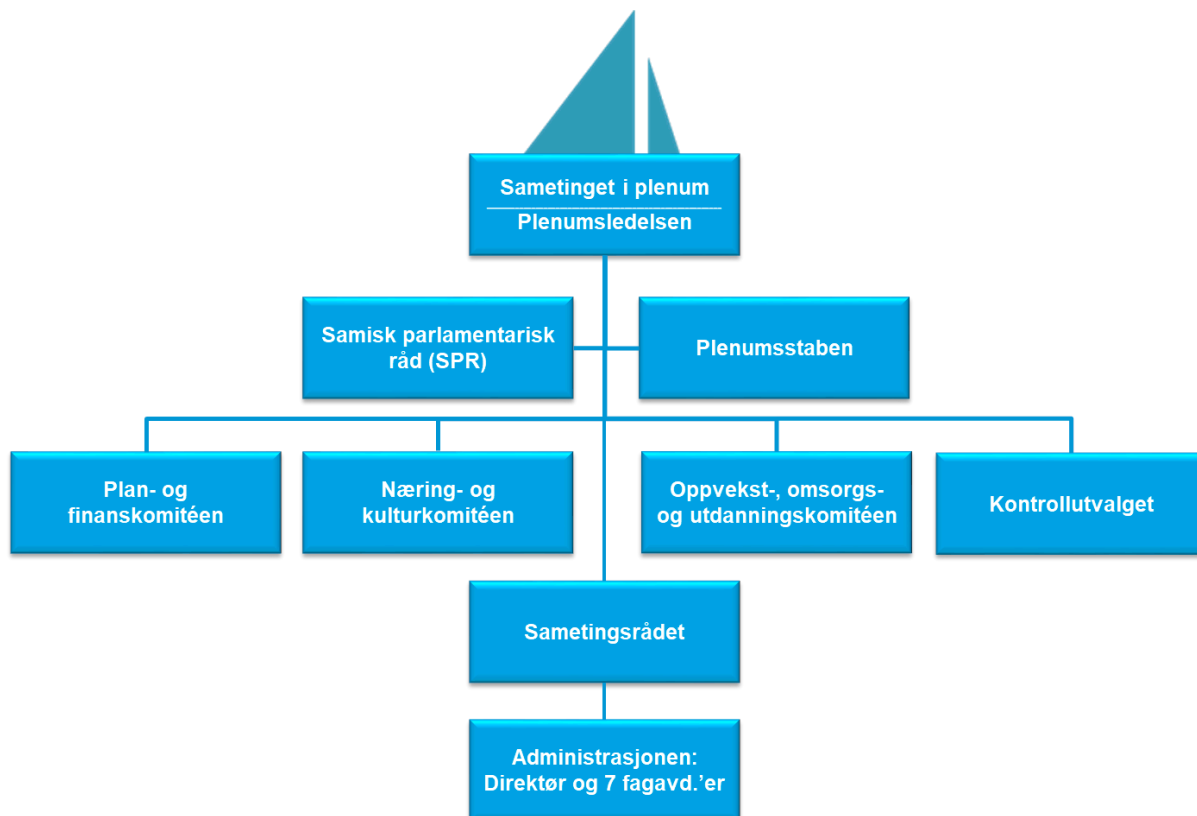 Sametinget i plenum
Plenumsledelsen
Samisk parlamentarisk
råd (SPR)
Plenumsstaben
Plan- og
finanskomitéen
Næring- og
kulturkomitéen
Oppvekst-, omsorgs-
og utdanningskomitéen
Kontrollutvalget
Sametingsrådet
Administrasjonen:
Direktør og 7 fagavd.’er